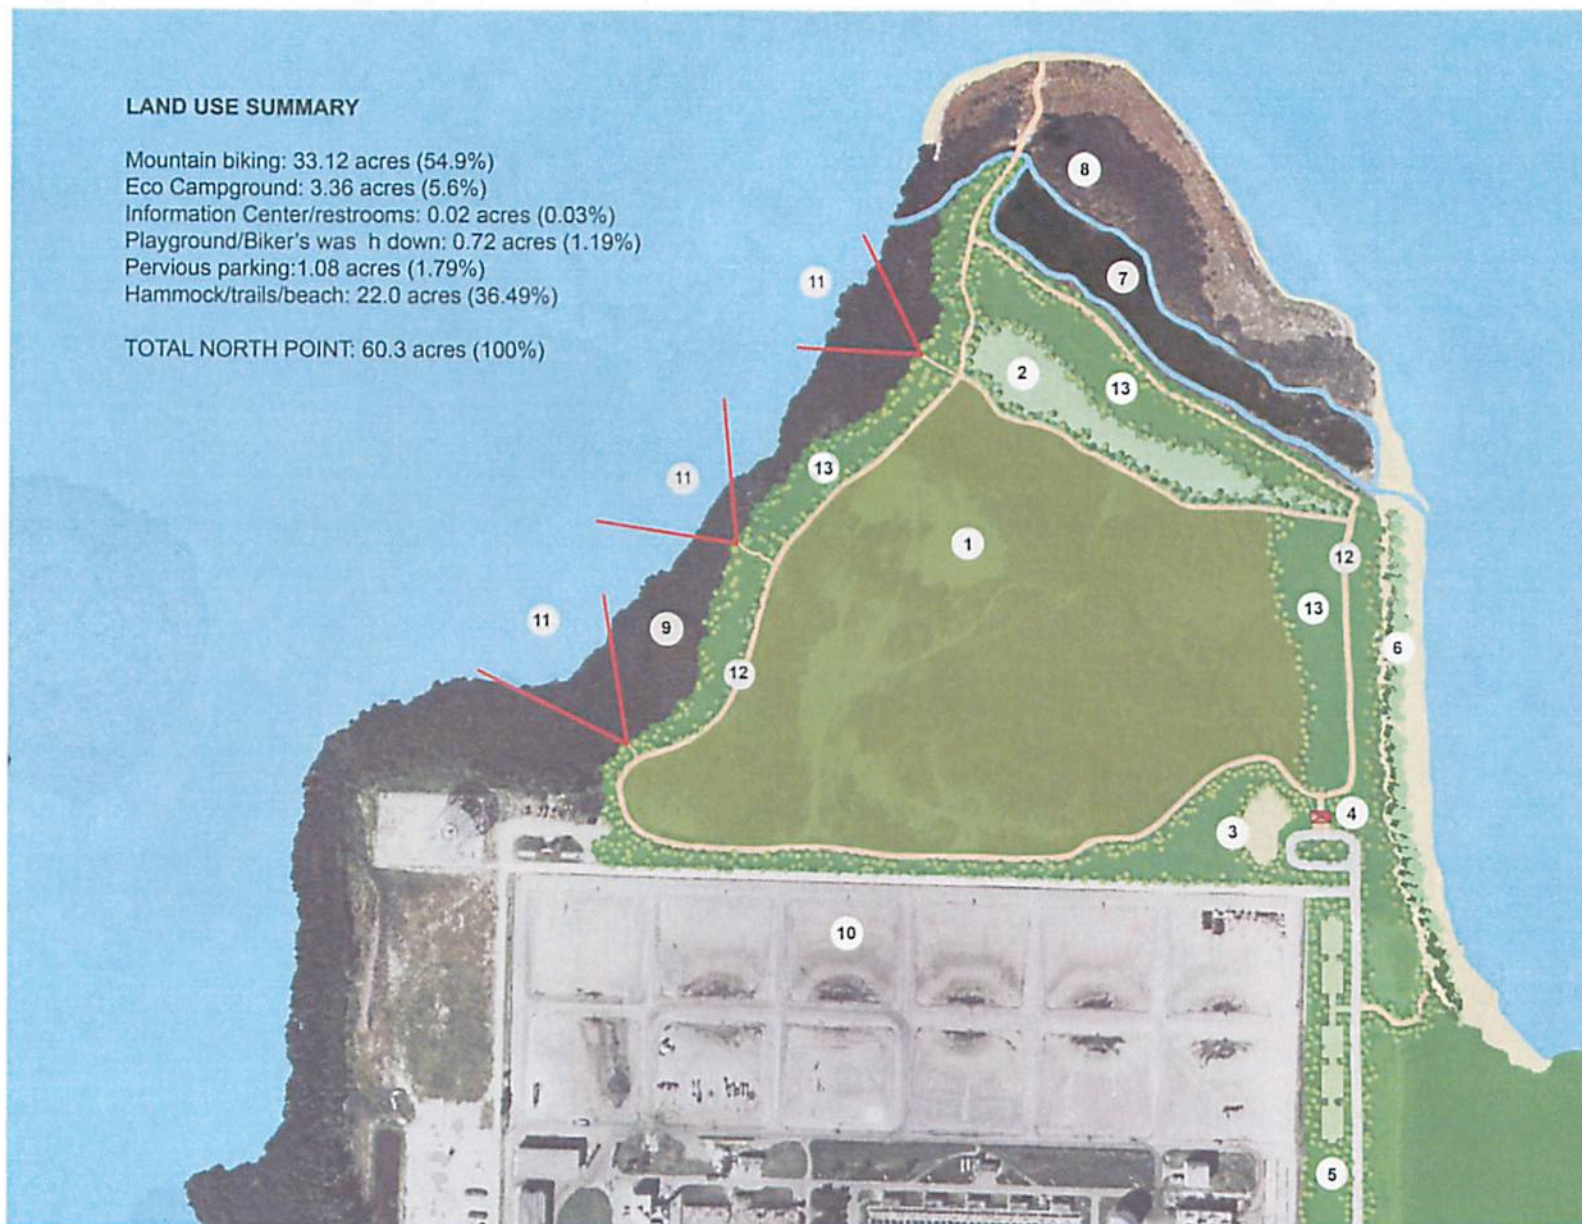 LAND USE SUMMARY
Mountain biking: 33.12 acres (54.9%)
Eco Campground: 3.36 acres (5.6%)
Information Center/restrooms: 0.02 acres (0.03%)
Playground/Biker's was h down: 0.72 acres (1.19%)
Pervious parking:1.08 acres (1.79%)
Hammock/trails/beach: 22.0 acres (36.49%)
TOTAL NORTH POINT: 60.3 acres (100%)
8
7
11
2
13
13
11
1
12
13
11
9
6
12
4
3
10
5